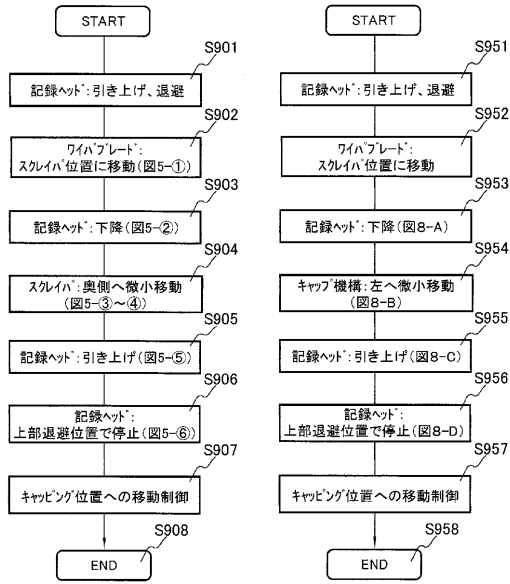 START
S901
記録ヘッド:引き上げ、退避
S902
ワイパブレード:
スクレイパ位置に移動(図5-①)
S903
記録ヘッド:下降(図5-②)
S904
スクレイパ:奥側へ微小移動
(図5-③～④)
S905
記録ヘッド:引き上げ(図5-⑤)
S906
記録ヘッド:
上部退避位置で停止(図5-⑥)
S907
キャッピング位置への移動制御
S908
END
START
S951
記録ヘッド:引き上げ、退避
S952
ワイパブレード:
スクレイパ位置に移動
S953
記録ヘッド:下降(図8-A)
S954
キャップ機構:左へ微小移動
(図8-B)
S955
記録ヘッド:引き上げ(図8-C)
S956
記録ヘッド:
上部退避位置で停止(図8-D)
S957
キャッピング位置への移動制御
S958
END